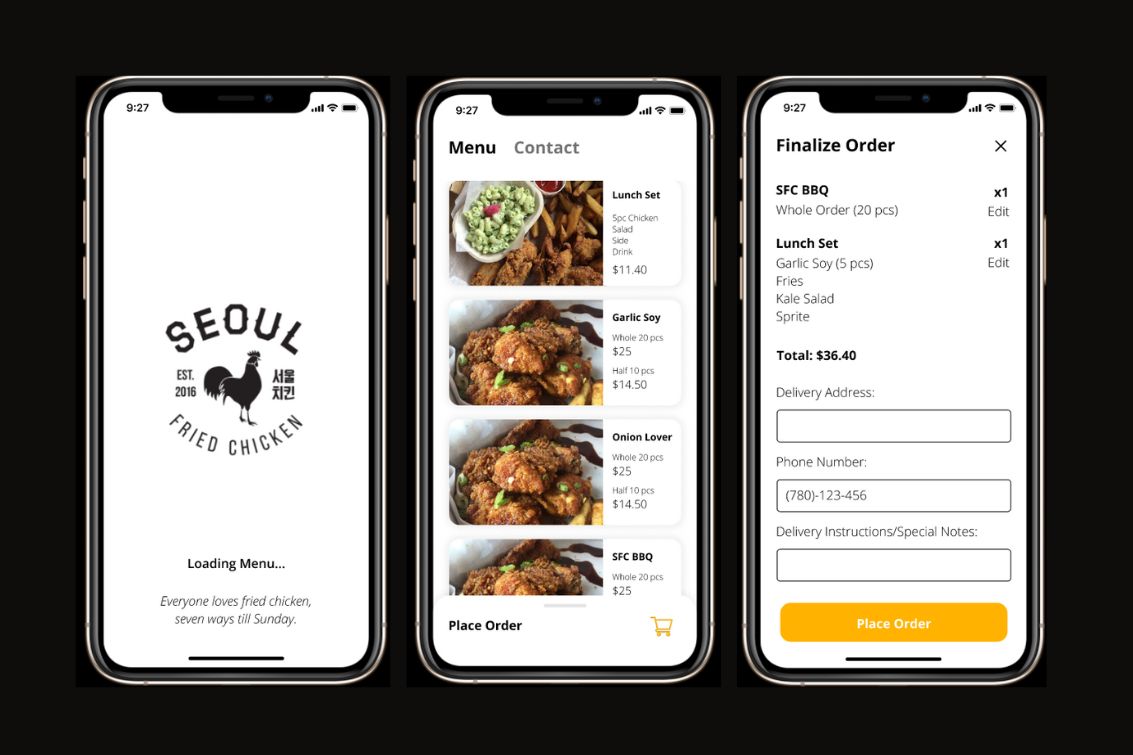 9:27
SEOUL
EST.
2016
서울
치킨
FRIED CHICKEN
Loading Menu...
Everyone loves fried chicken,
seven ways till Sunday.
9:27
Menu Contact
Lunch Set
5pc Chicken
Salad
Side
Drink
$11.40
Garlic Soy
Whole 20 pcs
$25
Half 10 pcs
$14.50
Onion Lover
Whole 20 pcs
$25
Half 10 pcs
$14.50
SFC BBQ
Whole 20 pcs
$25
Place Order
9:27
Finalize Order
SFC BBQ x1
Whole Order (20 pcs) Edit
Lunch Set x1
Garlic Soy (5 pcs) Edit
Fries
Kale Salad
Sprite
Total: $36.40
Delivery Address:
Phone Number:
(780)-123-456
Delivery Instructions/Special Notes:
Place Order